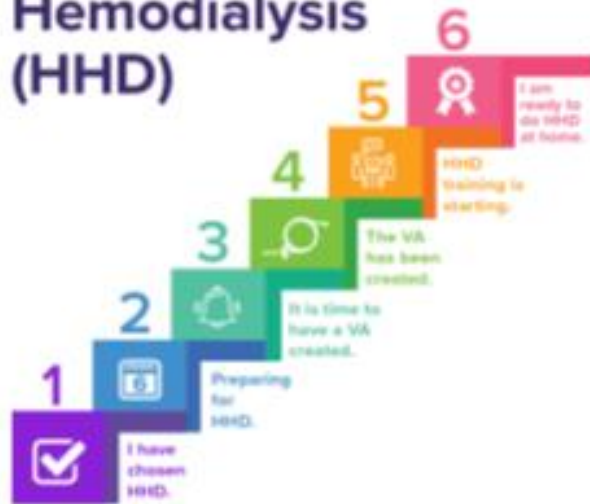 Hemodialysis
(HHD)
6
I am
ready to
do HHD
at home.
5
HHD
training is
starting.
4
The VA
has been
created.
3
It is time to
have a VA
created.
2
6
Preparing
for
HHD.
1
I have
chosen
HHD.